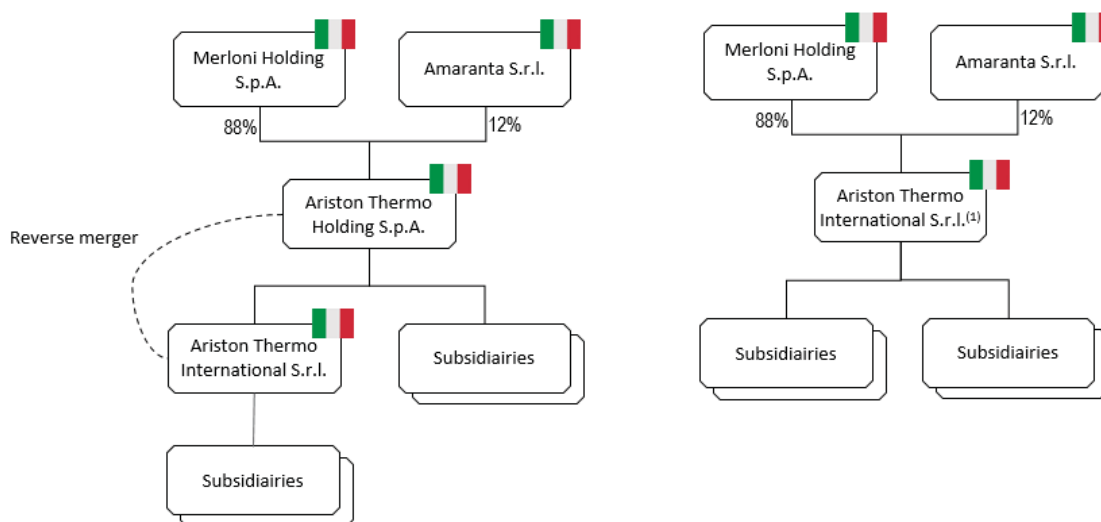 Merloni Holding
S.p.A.
Amaranta S.r.l.
88%
12%
Ariston Thermo
Holding S.p.A.
Reverse merger
Ariston Thermo
International S.r.l.
Subsidiairies
Subsidiairies
Merloni Holding
S.p.A.
Amaranta S.r.l.
88%
12%
Ariston Thermo
International S.r.l.(1)
Subsidiairies
Subsidiairies